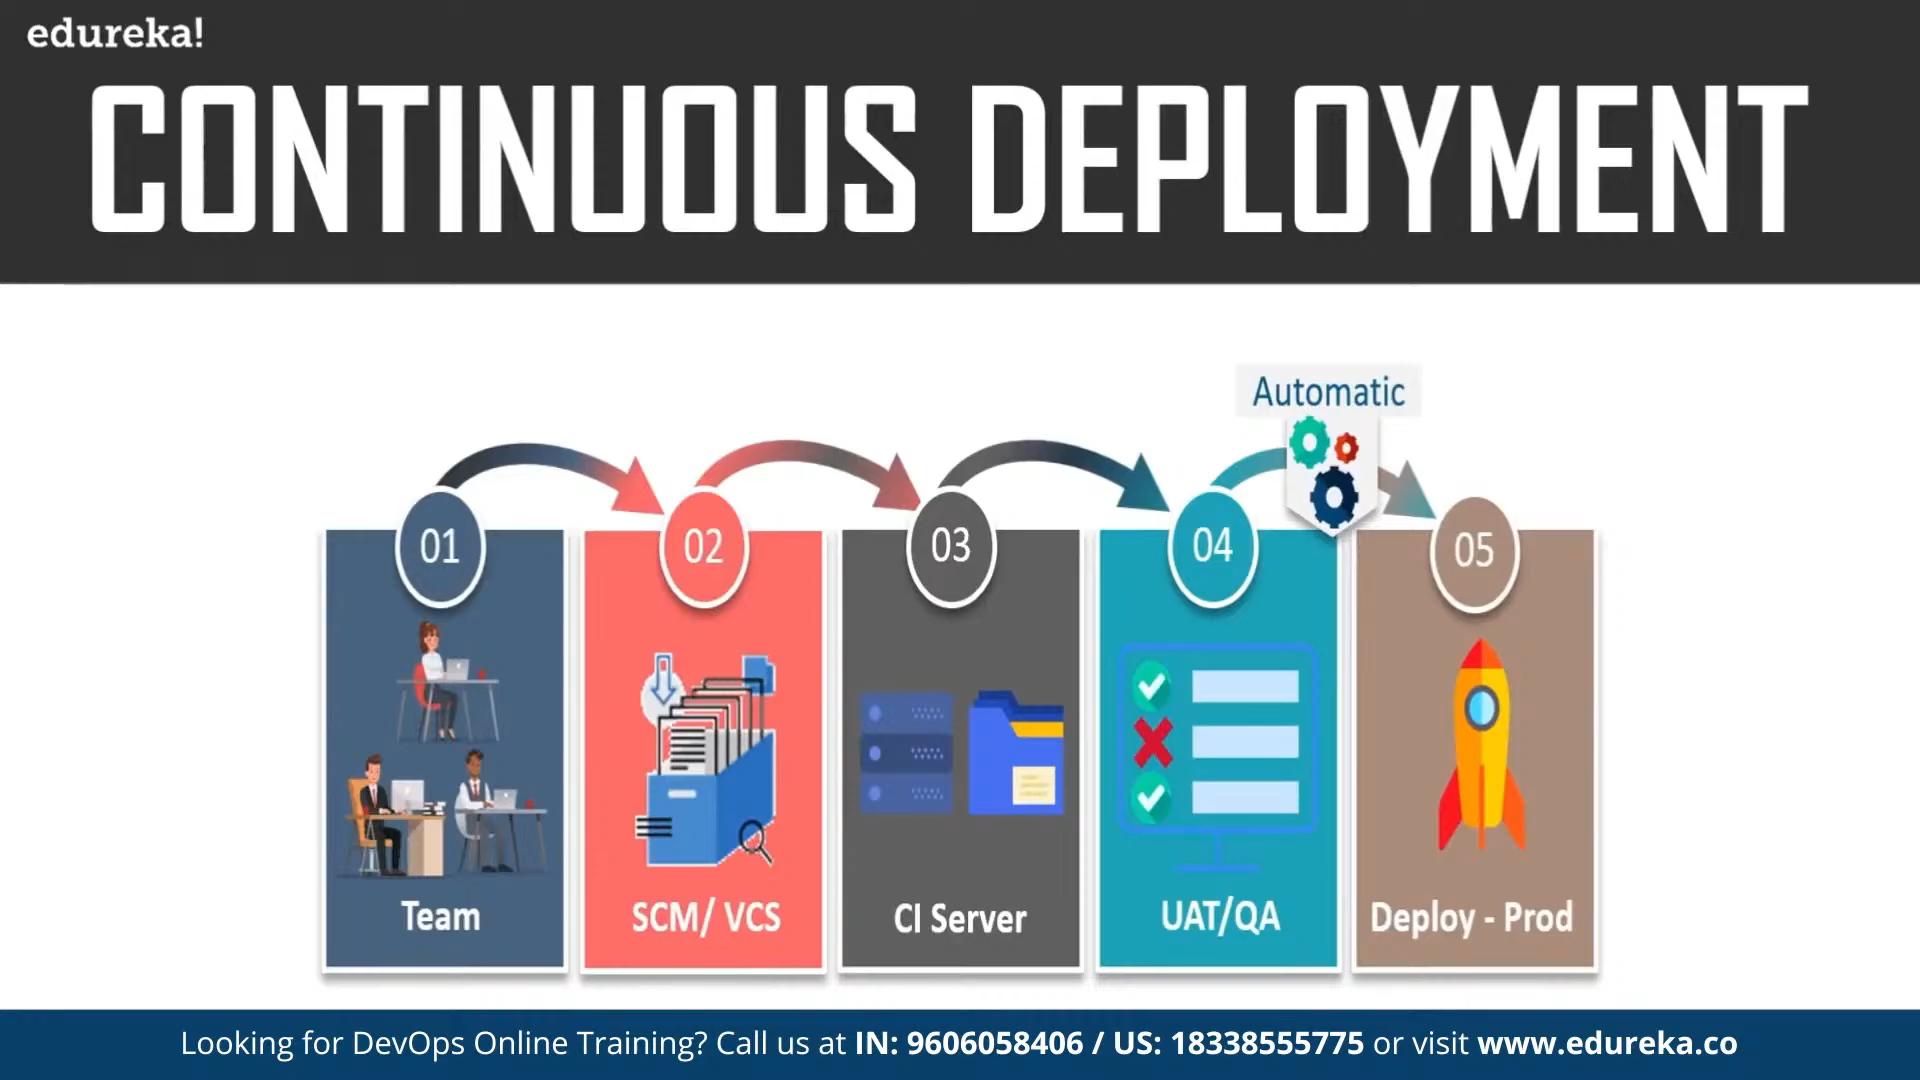 edureka!
CONTINUOUS DEPLOYMENT
Automatic
01
02
03
04
05
Team
SCM/ VCS
CI Server
UAT/QA
Deploy - Prod
Looking for DevOps Online Training? Call us at IN: 9606058406 / US: 18338555775 or visit www.edureka.co